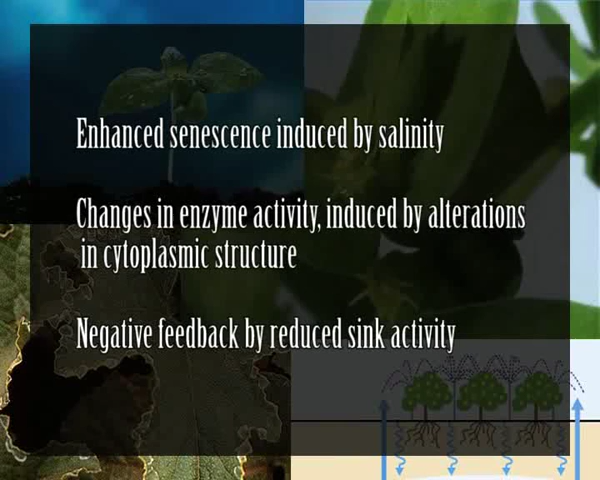 Enhanced senescence induced by salinity
Changes in enzyme activity, induced by alterations
in cytoplasmic structure
Negative feedback by reduced sink activity